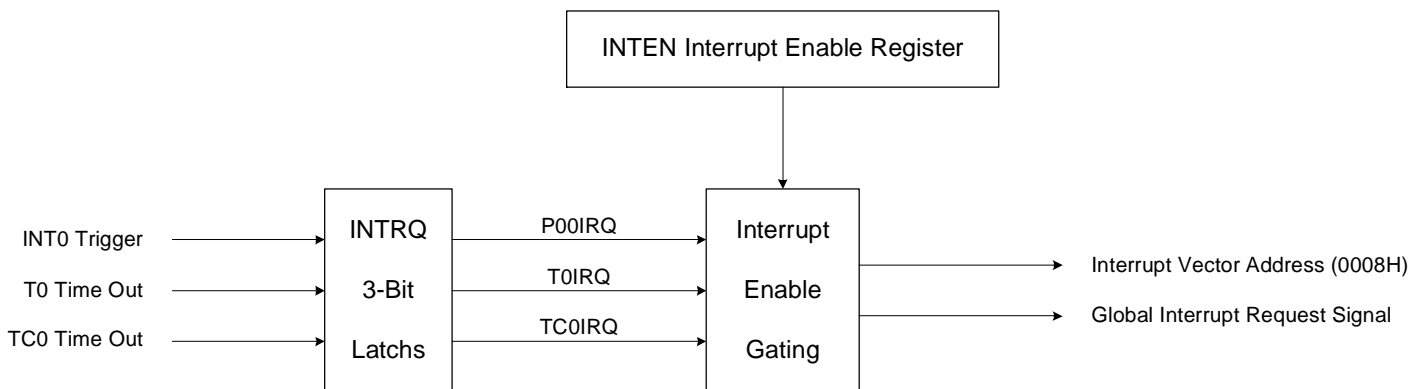 INTEN Interrupt Enable Register
INT0 Trigger
T0 Time Out
TC0 Time Out
INTRQ
3-Bit
Latchs
P00IRQ
T0IRQ
TC0IRQ
Interrupt
Enable
Gating
Interrupt Vector Address (0008H)
Global Interrupt Request Signal